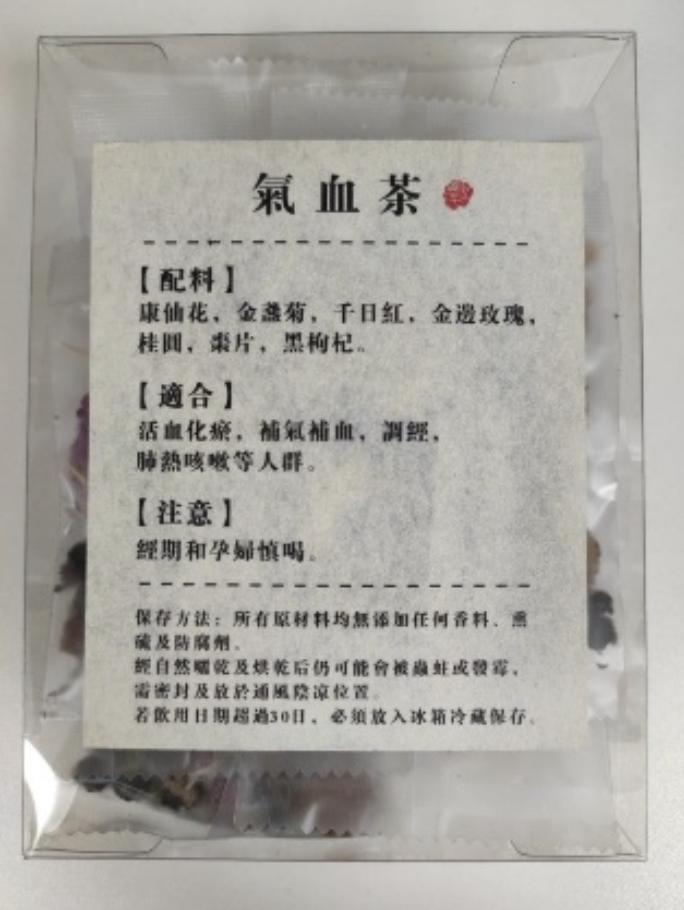 氣血茶
【配料】
康仙花，金盞菊，千日紅，金邊玫瑰，
桂圓，棗片，黑枸杞。
【適合】
活血化瘀，補氣補血，調經，
肺熱咳嗽等人群。
【注意】
經期和孕婦慎喝。
保存方法：所有原材料均無添加任何香料、熏
硫及防腐劑。
經自然曬乾及烘乾后仍可能會被蟲蛀或發霉，
需密封及放於通風陰涼位置。
若飲用日期超過30日，必須放入冰箱冷藏保存。